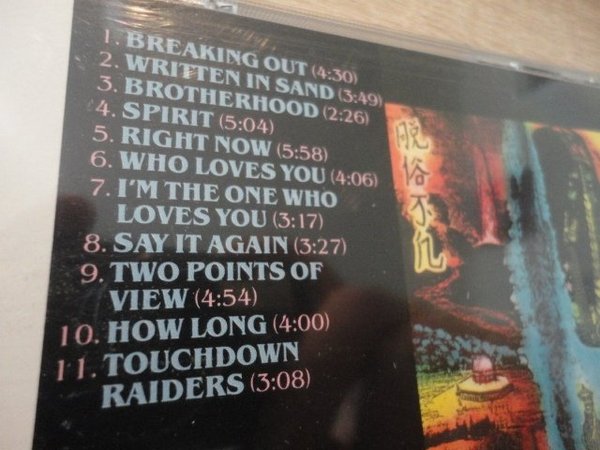 1. BREAKING OUT (4:30)
2. WRITTEN IN SAND (3:49)
3. BROTHERHOOD (2:26)
4. SPIRIT (5:04)
5. RIGHT NOW (5:58)
6. WHO LOVES YOU (4:06)
7. I'M THE ONE WHO
LOVES YOU (3:17)
8. SAY IT AGAIN (3:27)
9. TWO POINTS OF
VIEW (4:54)
10. HOW LONG (4:00)
11. TOUCHDOWN
RAIDERS (3:08)
脱俗不凡